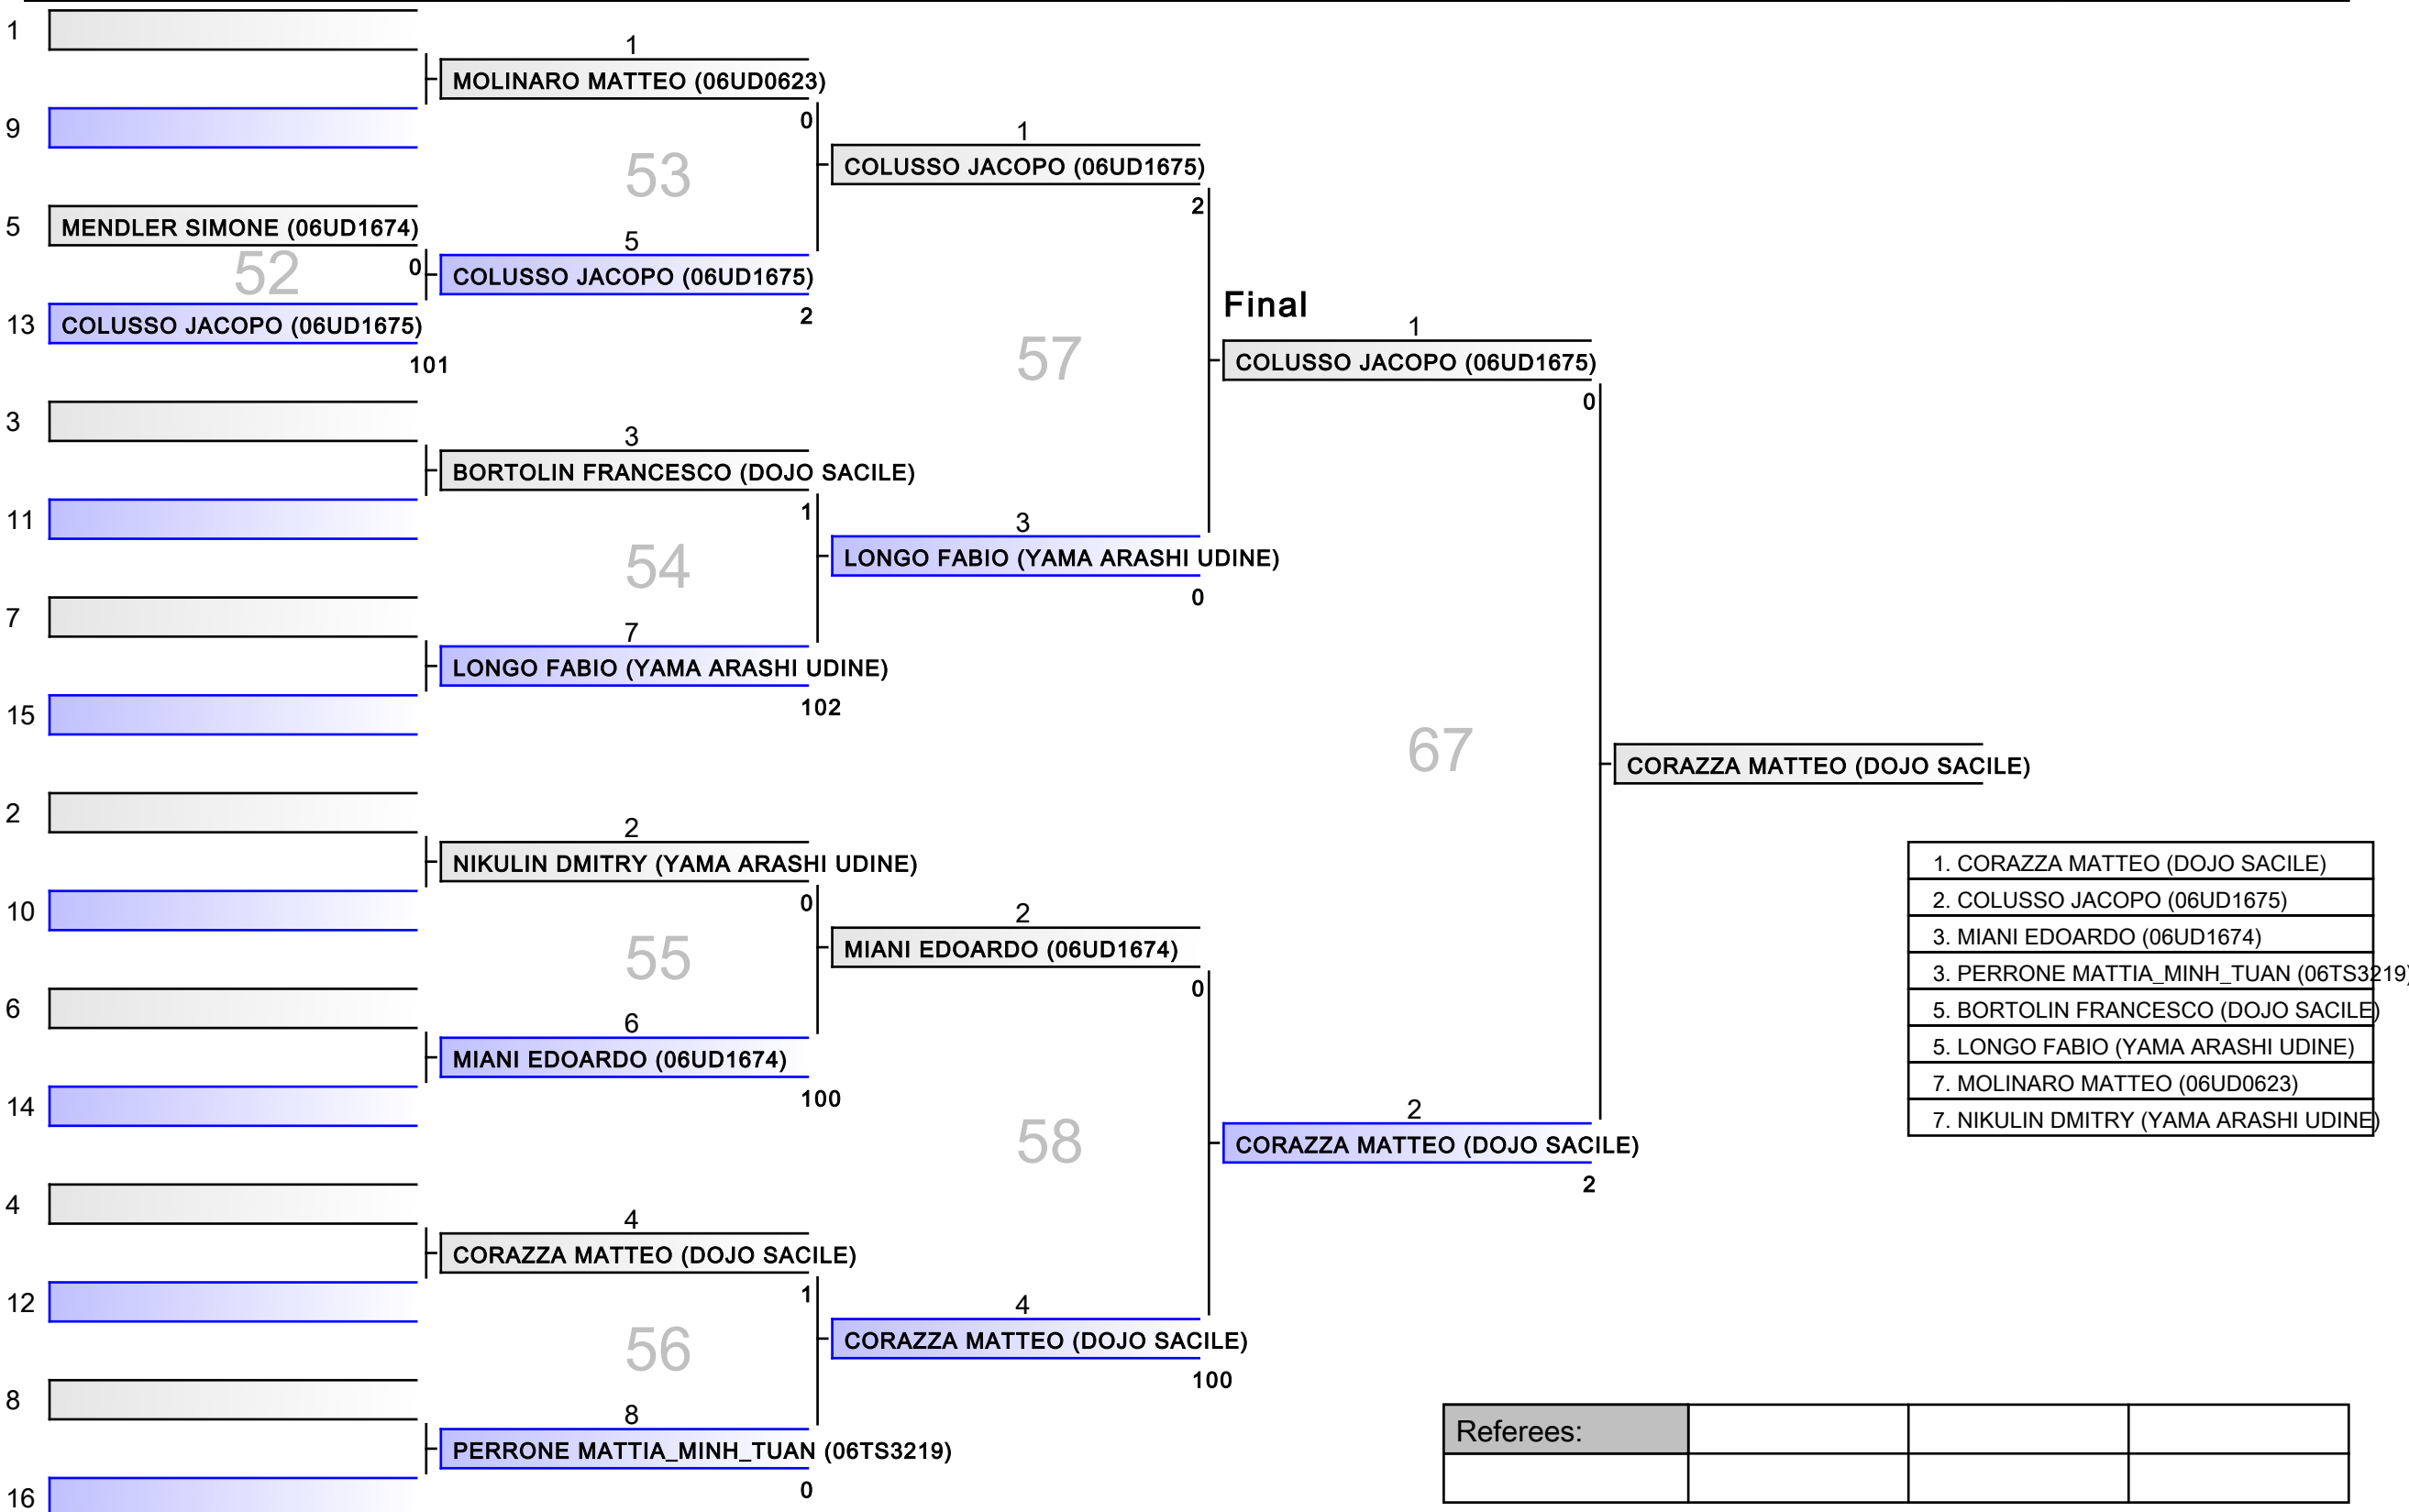 1
1
MOLINARO MATTEO (06UD0623)
9
0
1
53
COLUSSO JACOPO (06UD1675)
2
5
MENDLER SIMONE (06UD1674)
5
52
0
COLUSSO JACOPO (06UD1675)
13
COLUSSO JACOPO (06UD1675)
2
101
57
Final
1
COLUSSO JACOPO (06UD1675)
0
3
3
BORTOLIN FRANCESCO (DOJO SACILE)
11
1
3
54
LONGO FABIO (YAMA ARASHI UDINE)
0
7
7
LONGO FABIO (YAMA ARASHI UDINE)
15
102
67
CORAZZA MATTEO (DOJO SACILE)
2
2
NIKULIN DMITRY (YAMA ARASHI UDINE)
10
0
2
55
MIANI EDOARDO (06UD1674)
0
6
6
MIANI EDOARDO (06UD1674)
14
100
58
2
CORAZZA MATTEO (DOJO SACILE)
2
4
4
CORAZZA MATTEO (DOJO SACILE)
12
1
4
56
CORAZZA MATTEO (DOJO SACILE)
100
8
8
PERRONE MATTIA_MINH_TUAN (06TS3219)
16
0
1. CORAZZA MATTEO (DOJO SACILE)
2. COLUSSO JACOPO (06UD1675)
3. MIANI EDOARDO (06UD1674)
3. PERRONE MATTIA_MINH_TUAN (06TS3219)
5. BORTOLIN FRANCESCO (DOJO SACILE)
5. LONGO FABIO (YAMA ARASHI UDINE)
7. MOLINARO MATTEO (06UD0623)
7. NIKULIN DMITRY (YAMA ARASHI UDINE)
Referees: